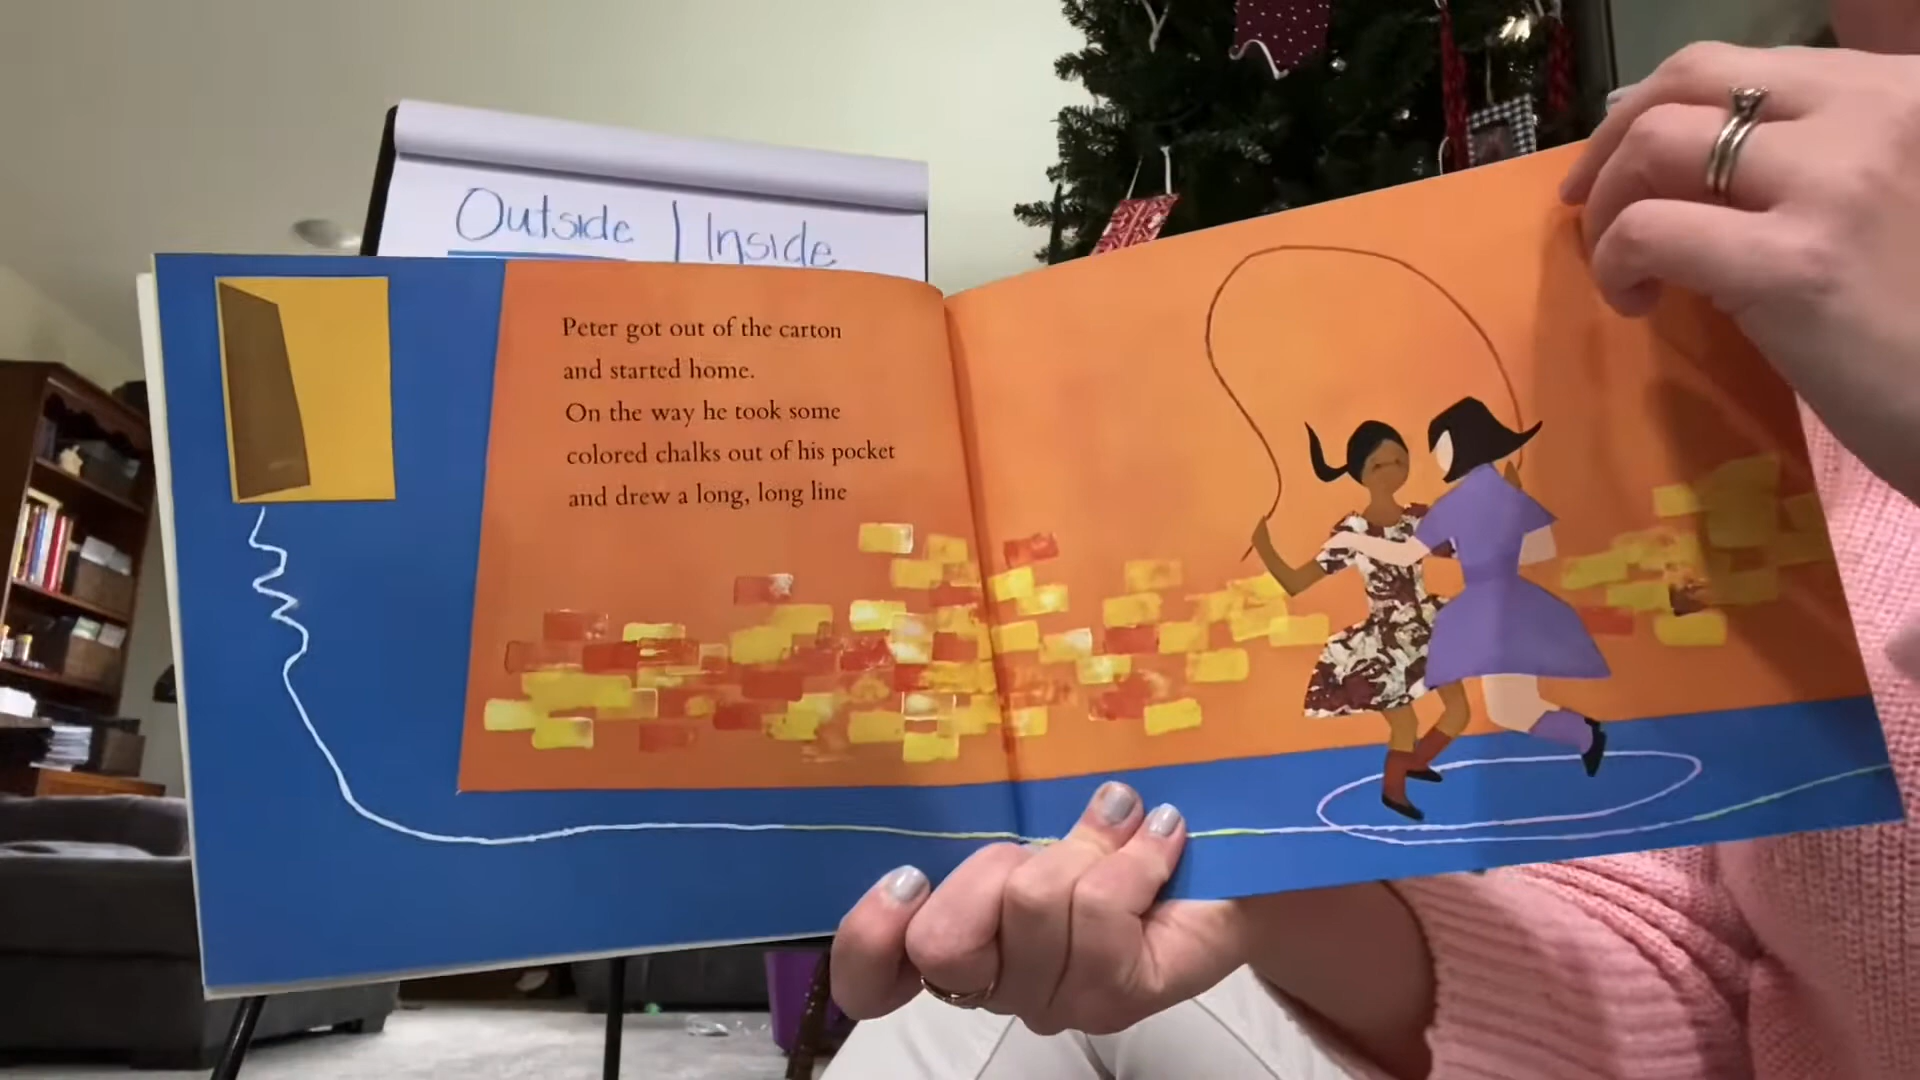 Outside | Inside
Peter got out of the carton
and started home.
On the way he took some
colored chalks out of his pocket
and drew a long, long line